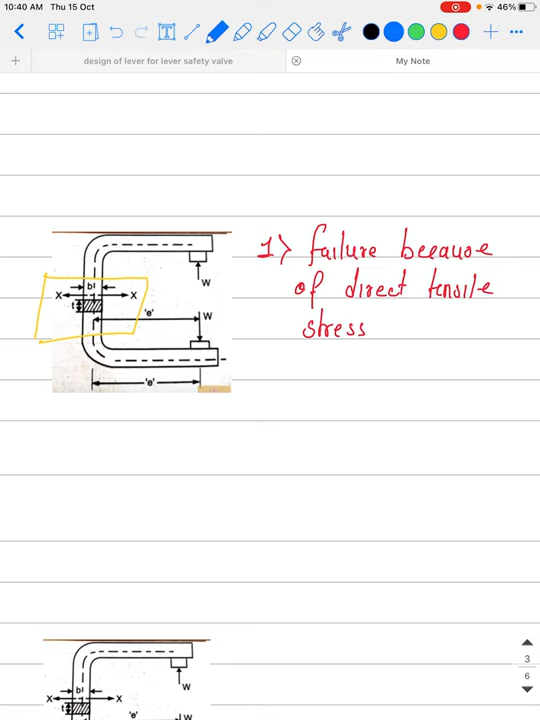 10:40 AM Thu 15 Oct
46%
design of lever for lever safety valve
My Note
b
X X
t
'e'
W
W
'e'
1> failure because
of direct tensile
stress
3
6
b
X X
t
W
'e'
W